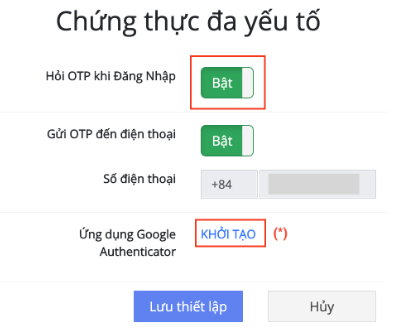 Chứng thực đa yếu tố
Hỏi OTP khi Đăng Nhập Bật
Gửi OTP đến điện thoại Bật
Số điện thoại +84
Ứng dụng Google KHỞI TẠO (*)
Authenticator
Lưu thiết lập Hủy